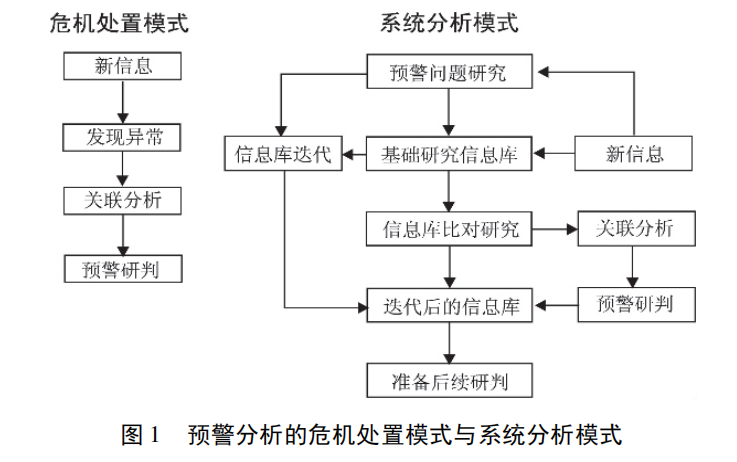 危机处置模式
新信息
发现异常
关联分析
预警研判
系统分析模式
预警问题研究
信息库迭代
基础研究信息库
新信息
信息库比对研究
关联分析
迭代后的信息库
预警研判
准备后续研判
图 1 预警分析的危机处置模式与系统分析模式